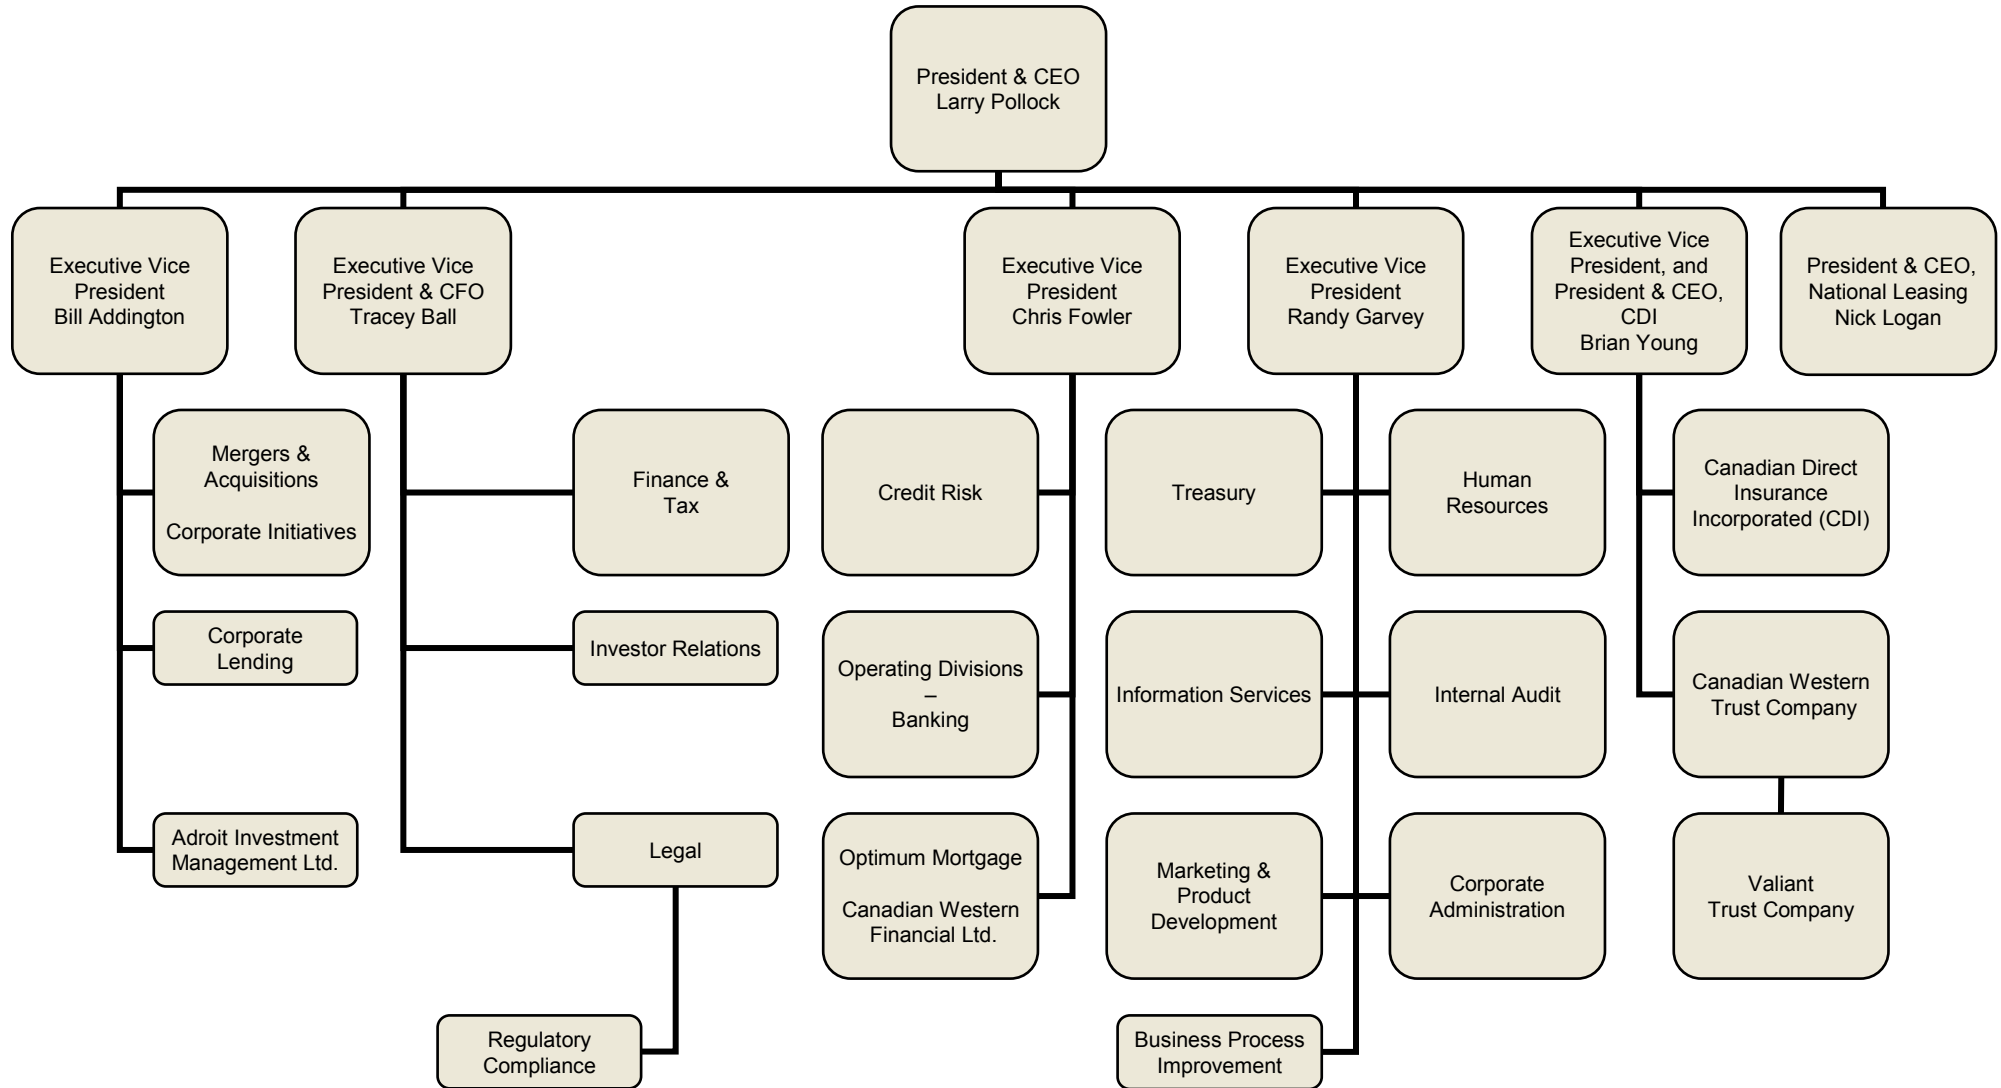 President & CEO
Larry Pollock
Executive Vice
President
Bill Addington
Executive Vice
President & CFO
Tracey Ball
Executive Vice
President
Chris Fowler
Executive Vice
President
Randy Garvey
Executive Vice
President, and
President & CEO,
CDI
Brian Young
President & CEO,
National Leasing
Nick Logan
Mergers &
Acquisitions
Corporate Initiatives
Finance &
Tax
Credit Risk
Treasury
Human
Resources
Canadian Direct
Insurance
Incorporated (CDI)
Corporate
Lending
Investor Relations
Operating Divisions
–
Banking
Information Services
Internal Audit
Canadian Western
Trust Company
Adroit Investment
Management Ltd.
Legal
Optimum Mortgage
Canadian Western
Financial Ltd.
Marketing &
Product
Development
Corporate
Administration
Valiant
Trust Company
Regulatory
Compliance
Business Process
Improvement